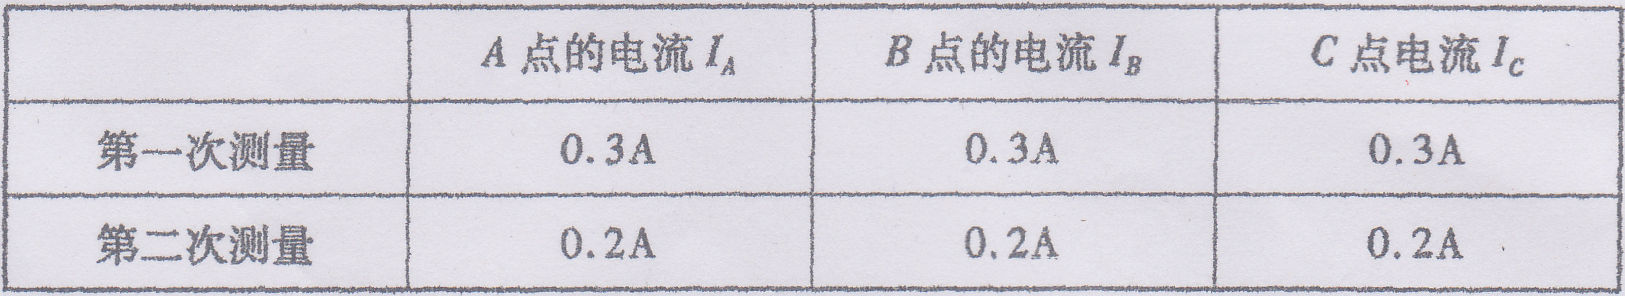 A 点的电流 I_A B 点的电流 I_B C 点电流 I_C
第一次测量 0.3A 0.3A 0.3A
第二次测量 0.2A 0.2A 0.2A